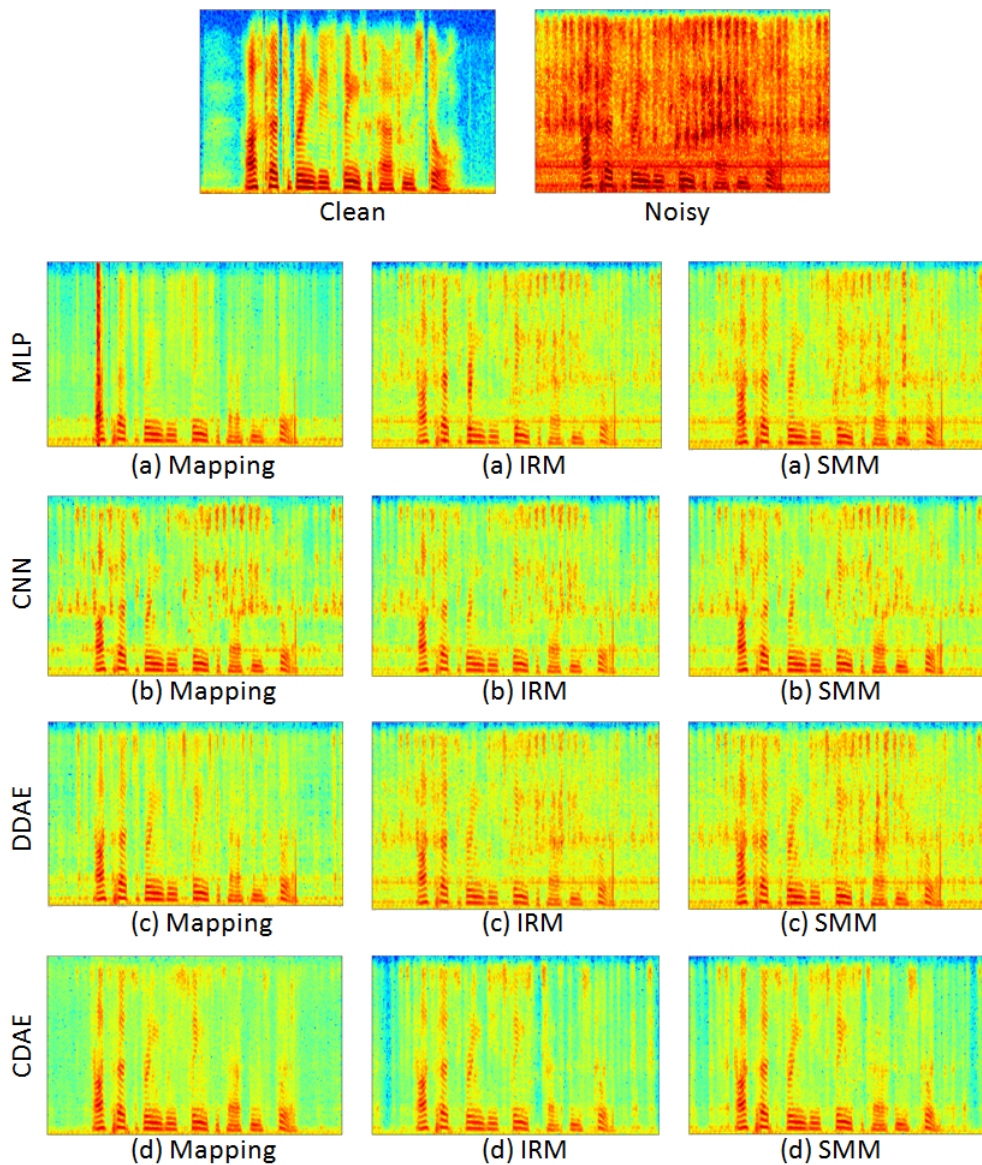 Clean Noisy
MLP
(a) Mapping (a) IRM (a) SMM
CNN
(b) Mapping (b) IRM (b) SMM
DDAE
(c) Mapping (c) IRM (c) SMM
CDAE
(d) Mapping (d) IRM (d) SMM